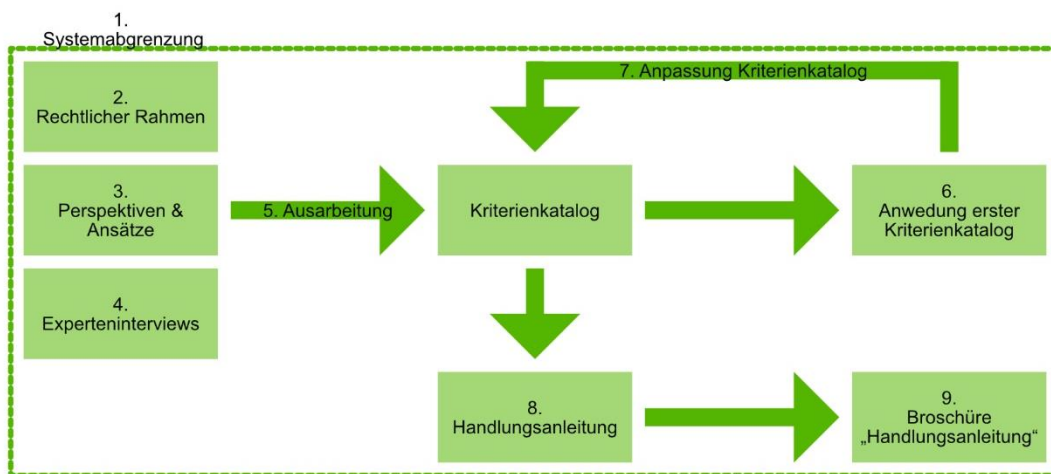 1.
Systemabgrenzung
2.
Rechtlicher Rahmen
7. Anpassung Kriterienkatalog
3.
Perspektiven &
Ansätze
5. Ausarbeitung
Kriterienkatalog
6.
Anwedung erster
Kriterienkatalog
4.
Experteninterviews
8.
Handlungsanleitung
9.
Broschüre
„Handlungsanleitung“